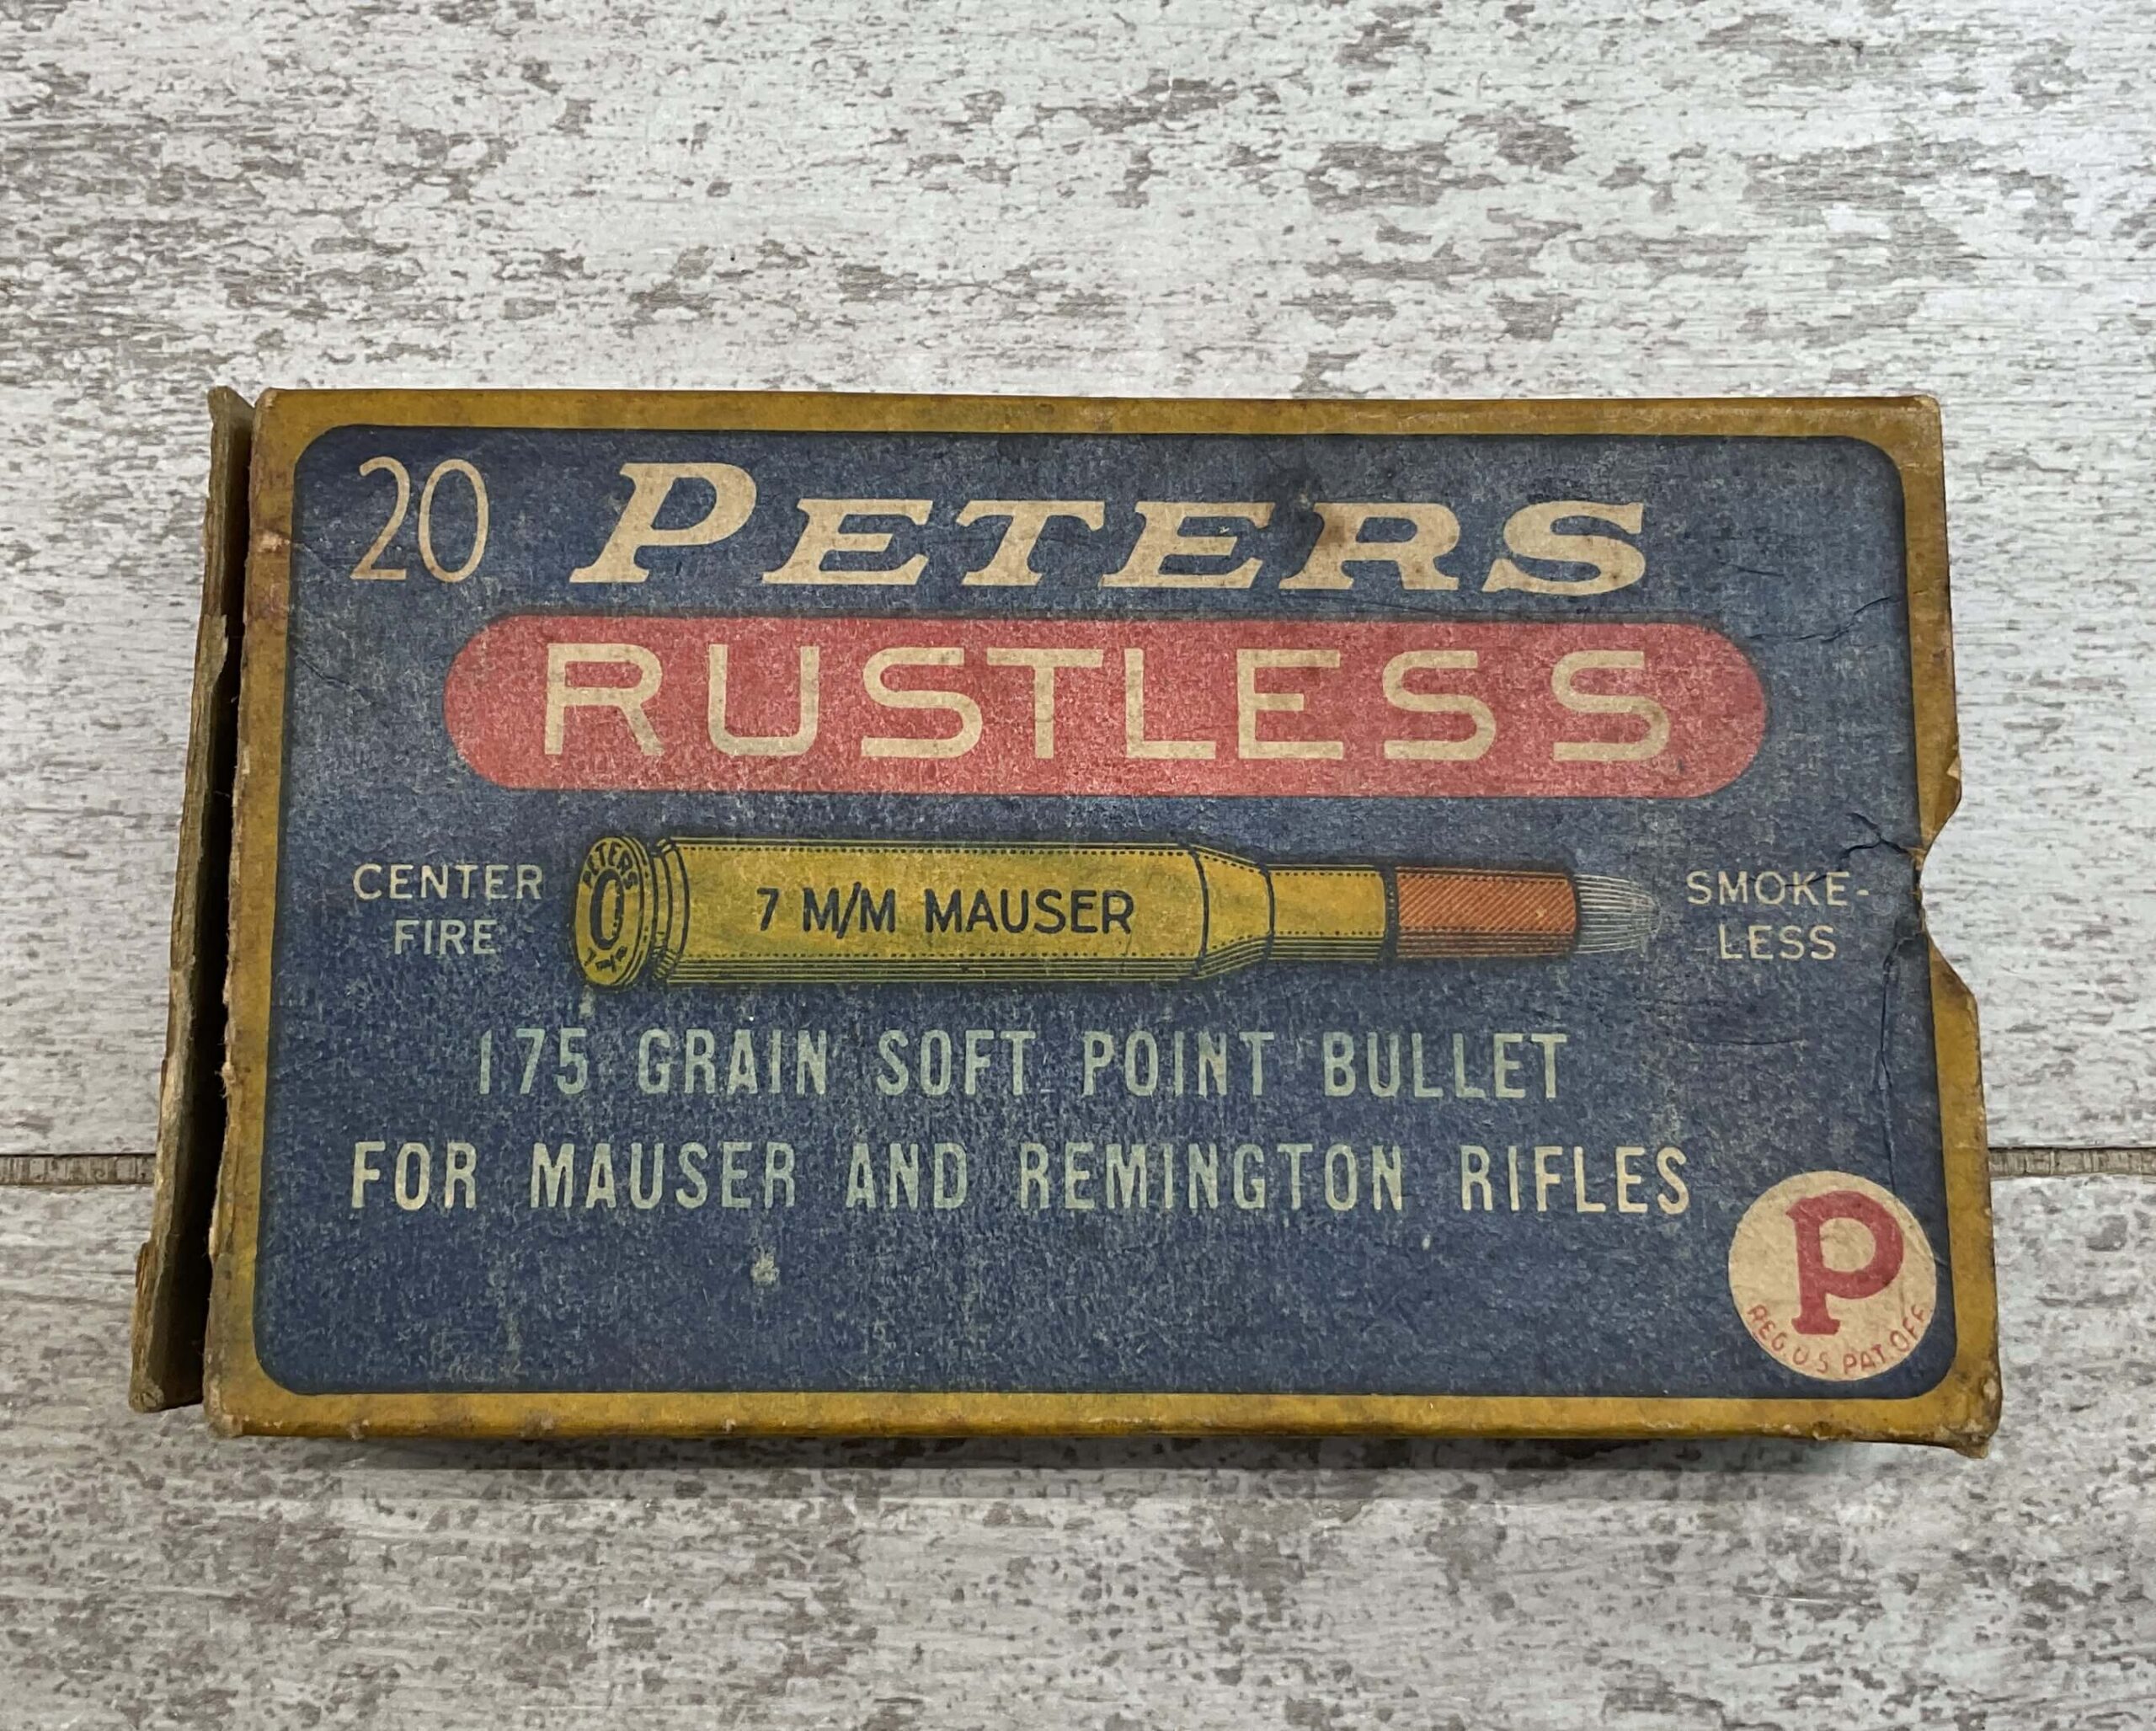 20 PETERS
RUSTLESS
CENTER
FIRE
PETERS
7 M/M MAUSER
SMOKE-
LESS
175 GRAIN SOFT POINT BULLET
FOR MAUSER AND REMINGTON RIFLES
P
REG. U.S. PAT. OFF.